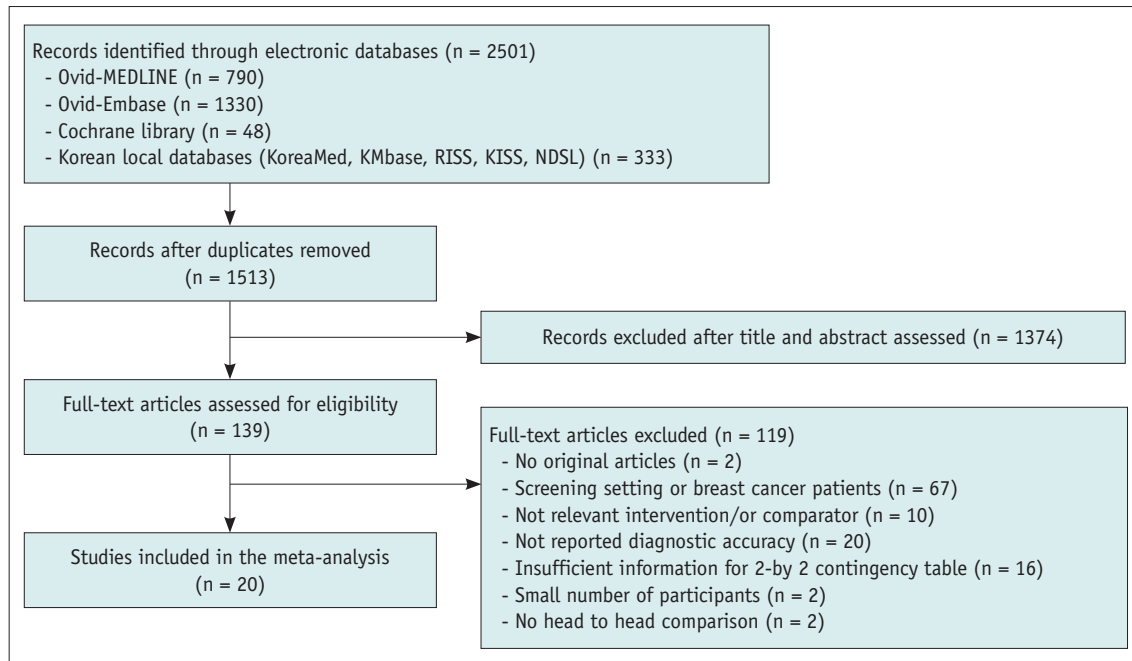 Records identified through electronic databases (n = 2501)
- Ovid-MEDLINE (n = 790)
- Ovid-Embase (n = 1330)
- Cochrane library (n = 48)
- Korean local databases (KoreaMed, KMbase, RISS, KISS, NDSL) (n = 333)
Records after duplicates removed
(n = 1513)
Records excluded after title and abstract assessed (n = 1374)
Full-text articles assessed for eligibility
(n = 139)
Full-text articles excluded (n = 119)
- No original articles (n = 2)
- Screening setting or breast cancer patients (n = 67)
- Not relevant intervention/or comparator (n = 10)
- Not reported diagnostic accuracy (n = 20)
- Insufficient information for 2-by 2 contingency table (n = 16)
- Small number of participants (n = 2)
- No head to head comparison (n = 2)
Studies included in the meta-analysis
(n = 20)